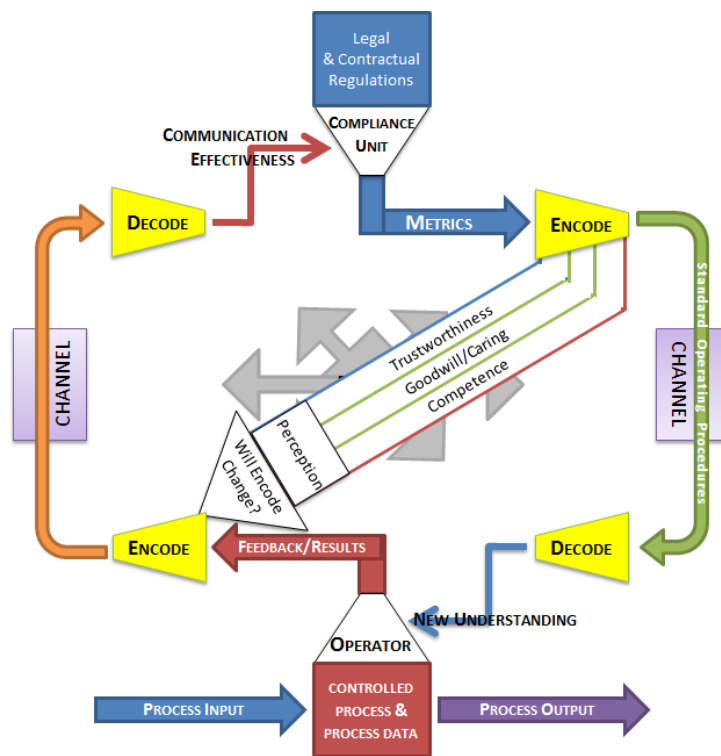 Legal
& Contractual
Regulations
COMPLIANCE
UNIT
COMMUNICATION
EFFECTIVENESS
DECODE
METRICS
ENCODE
Standard Operating Procedures
CHANNEL
CHANNEL
Trustworthiness
Goodwill/Caring
Competence
Perception
Will Encode
Change?
ENCODE
FEEDBACK/RESULTS
DECODE
NEW UNDERSTANDING
OPERATOR
PROCESS INPUT
CONTROLLED
PROCESS &
PROCESS DATA
PROCESS OUTPUT